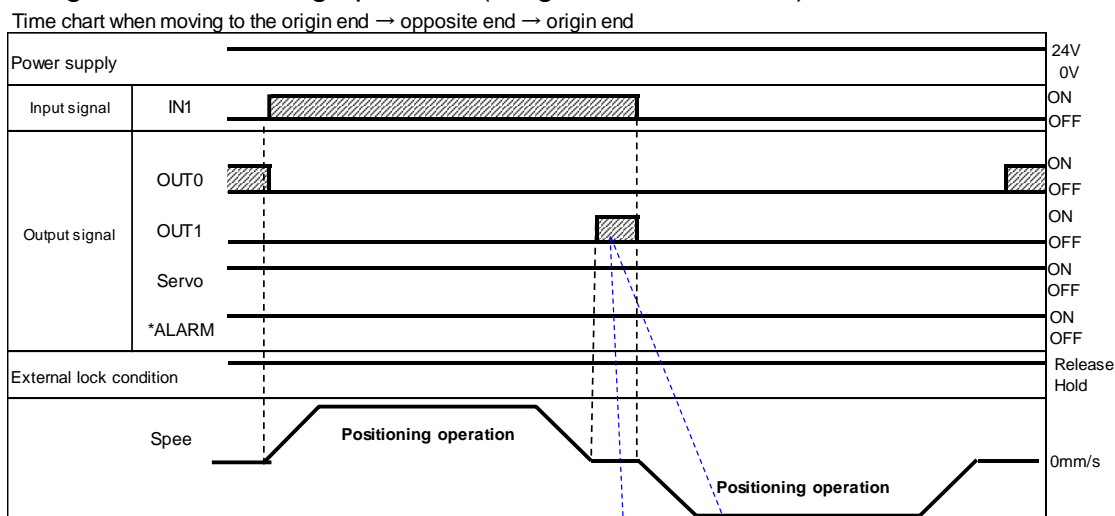 Time chart when moving to the origin end → opposite end → origin end
Power supply
24V
0V
Input signal
IN1
ON
OFF
Output signal
OUT0
ON
OFF
OUT1
ON
OFF
Servo
ON
OFF
*ALARM
ON
OFF
External lock condition
Release
Hold
Spee
Positioning operation
0mm/s
Positioning operation